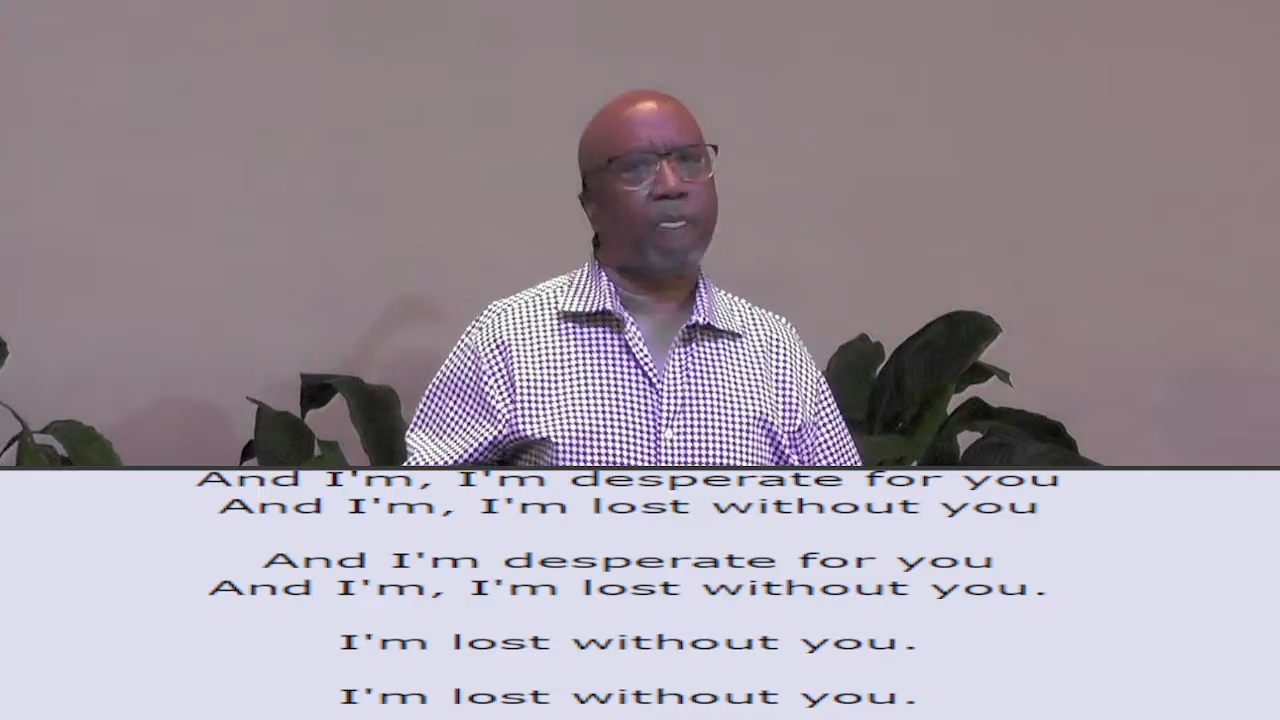 And I'm, I'm desperate for you
And I'm, I'm lost without you
And I'm desperate for you
And I'm, I'm lost without you.
I'm lost without you.
I'm lost without you.